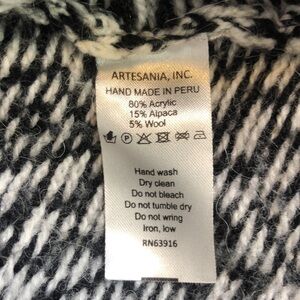 ARTESANIA, INC.
HAND MADE IN PERU
80% Acrylic
15% Alpaca
5% Wool
P
Hand wash
Dry clean
Do not bleach
Do not tumble dry
Do not wring
Iron, low
RN63916